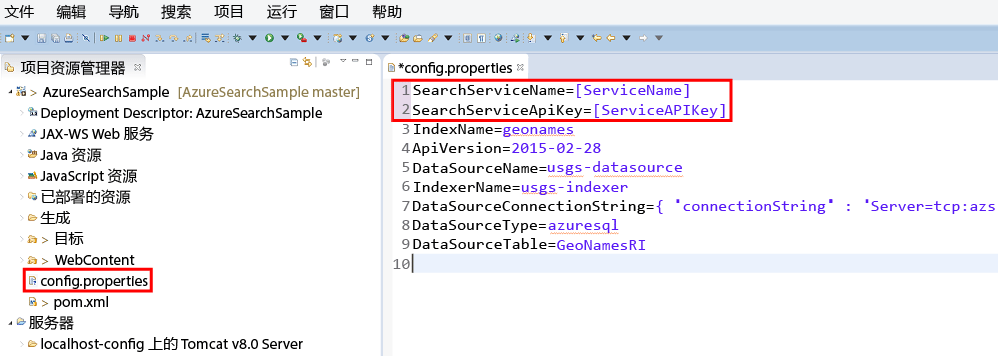 文件 编辑 导航 搜索 项目 运行 窗口 帮助
项目资源管理器
> AzureSearchSample [AzureSearchSample master]
Deployment Descriptor: AzureSearchSample
JAX-WS Web 服务
Java 资源
JavaScript 资源
已部署的资源
生成
> 目标
> WebContent
config.properties
> pom.xml
服务器
localhost-config 上的 Tomcat v8.0 Server
*config.properties
1 SearchServiceName=[ServiceName]
2 SearchServiceApiKey=[ServiceAPIKey]
3 IndexName=geonames
4 ApiVersion=2015-02-28
5 DataSourceName=usgs-datasource
6 IndexerName=usgs-indexer
7 DataSourceConnectionString={ 'connectionString' : 'Server=tcp:azs
8 DataSourceType=azuresql
9 DataSourceTable=GeoNamesRI
10